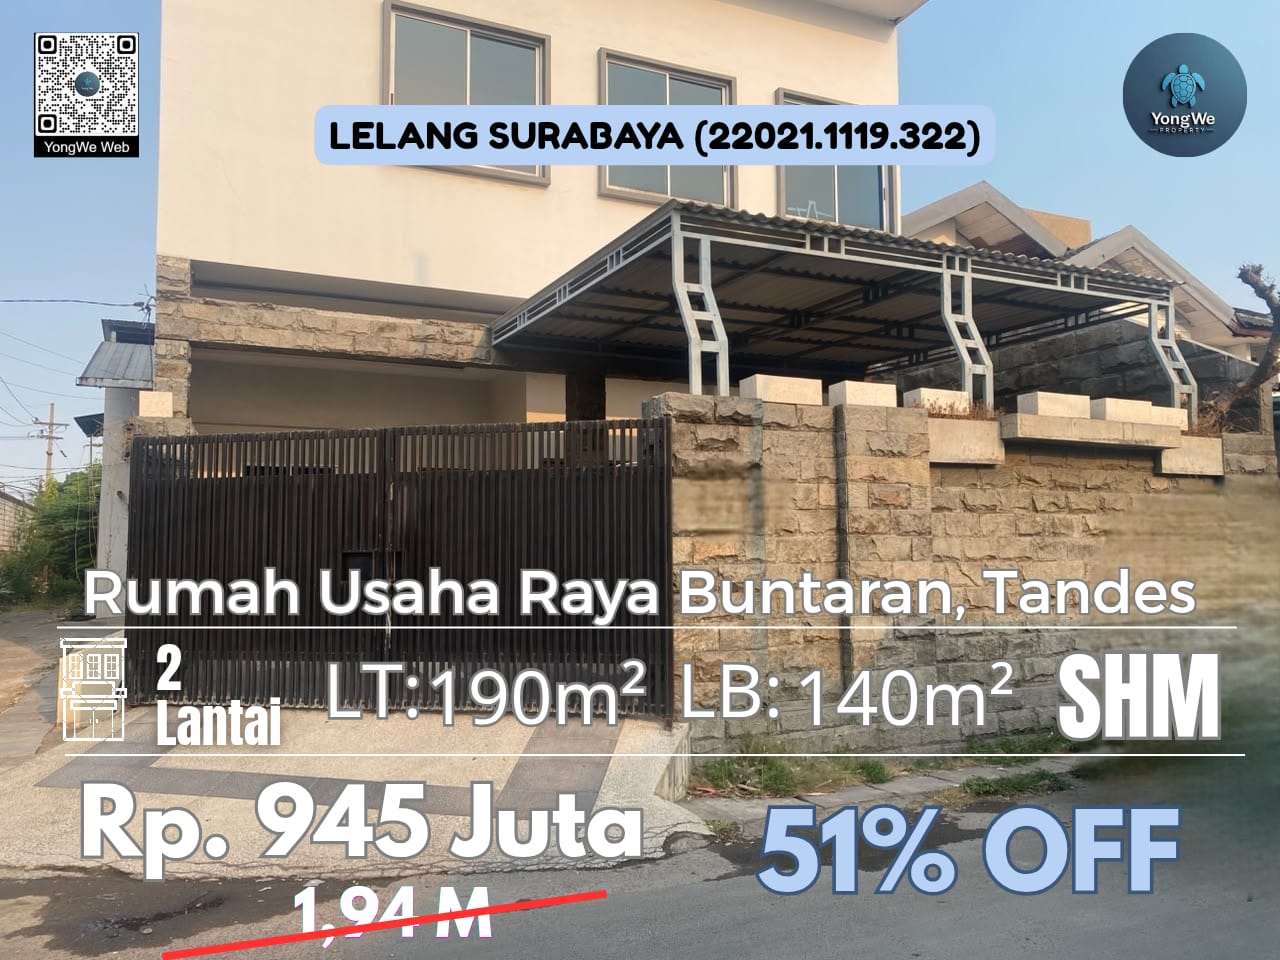 YongWe Web
LELANG SURABAYA (22021.1119.322)
YongWe
PROPERTY
Rumah Usaha Raya Buntaran, Tandes
2
Lantai
LT: 190m²
LB: 140m²
SHM
Rp. 945 Juta
51% OFF
1,94 M